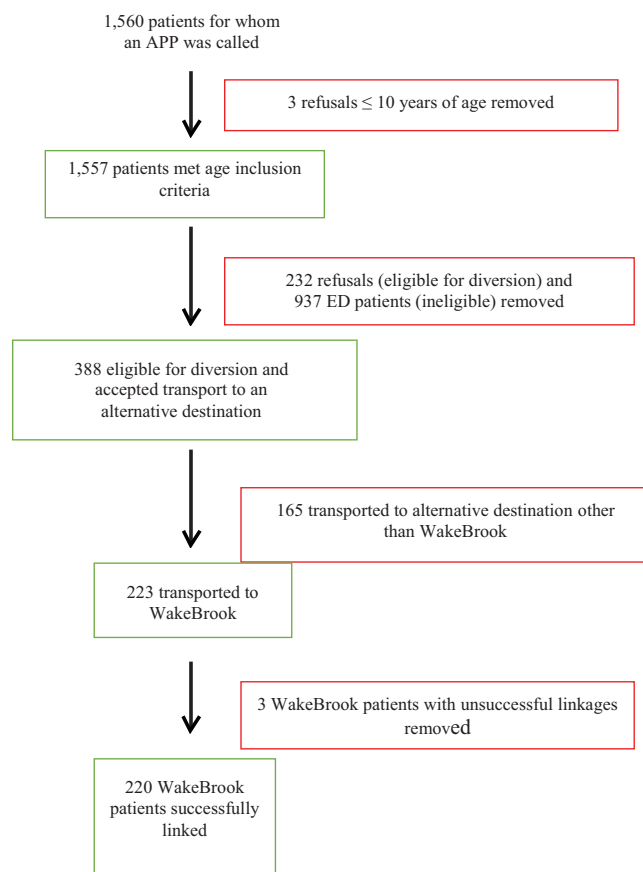 1,560 patients for whom
an APP was called
3 refusals ≤ 10 years of age removed
1,557 patients met age inclusion
criteria
232 refusals (eligible for diversion) and
937 ED patients (ineligible) removed
388 eligible for diversion and
accepted transport to an
alternative destination
165 transported to alternative destination other
than WakeBrook
223 transported to
WakeBrook
3 WakeBrook patients with unsuccessful linkages
removed
220 WakeBrook
patients successfully
linked